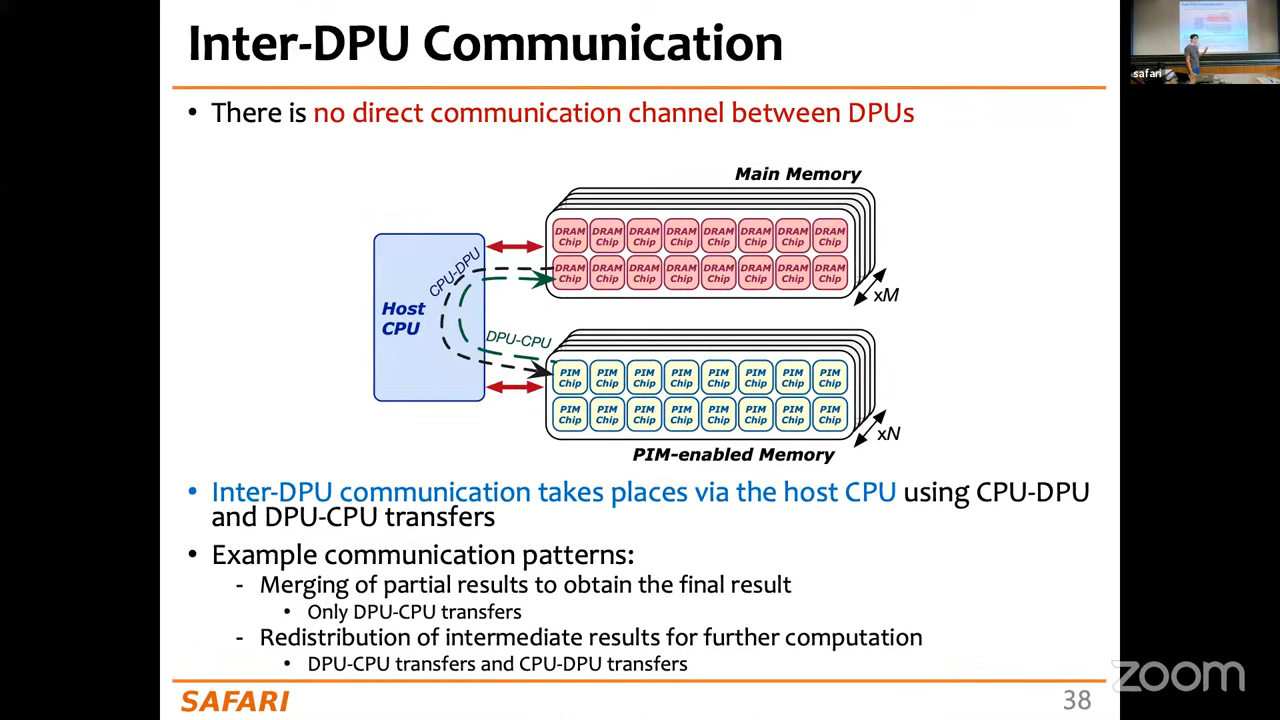 Inter-DPU Communication
safari
• There is no direct communication channel between DPUs
Main Memory
DRAM Chip DRAM Chip DRAM Chip DRAM Chip DRAM Chip DRAM Chip DRAM Chip DRAM Chip
DRAM Chip DRAM Chip DRAM Chip DRAM Chip DRAM Chip DRAM Chip DRAM Chip DRAM Chip
xM
CPU-DPU
Host
CPU
DPU-CPU
PIM Chip PIM Chip PIM Chip PIM Chip PIM Chip PIM Chip PIM Chip PIM Chip
PIM Chip PIM Chip PIM Chip PIM Chip PIM Chip PIM Chip PIM Chip PIM Chip
xN
PIM-enabled Memory
• Inter-DPU communication takes places via the host CPU using CPU-DPU
and DPU-CPU transfers
• Example communication patterns:
- Merging of partial results to obtain the final result
• Only DPU-CPU transfers
- Redistribution of intermediate results for further computation
• DPU-CPU transfers and CPU-DPU transfers
SAFARI
38
zoom